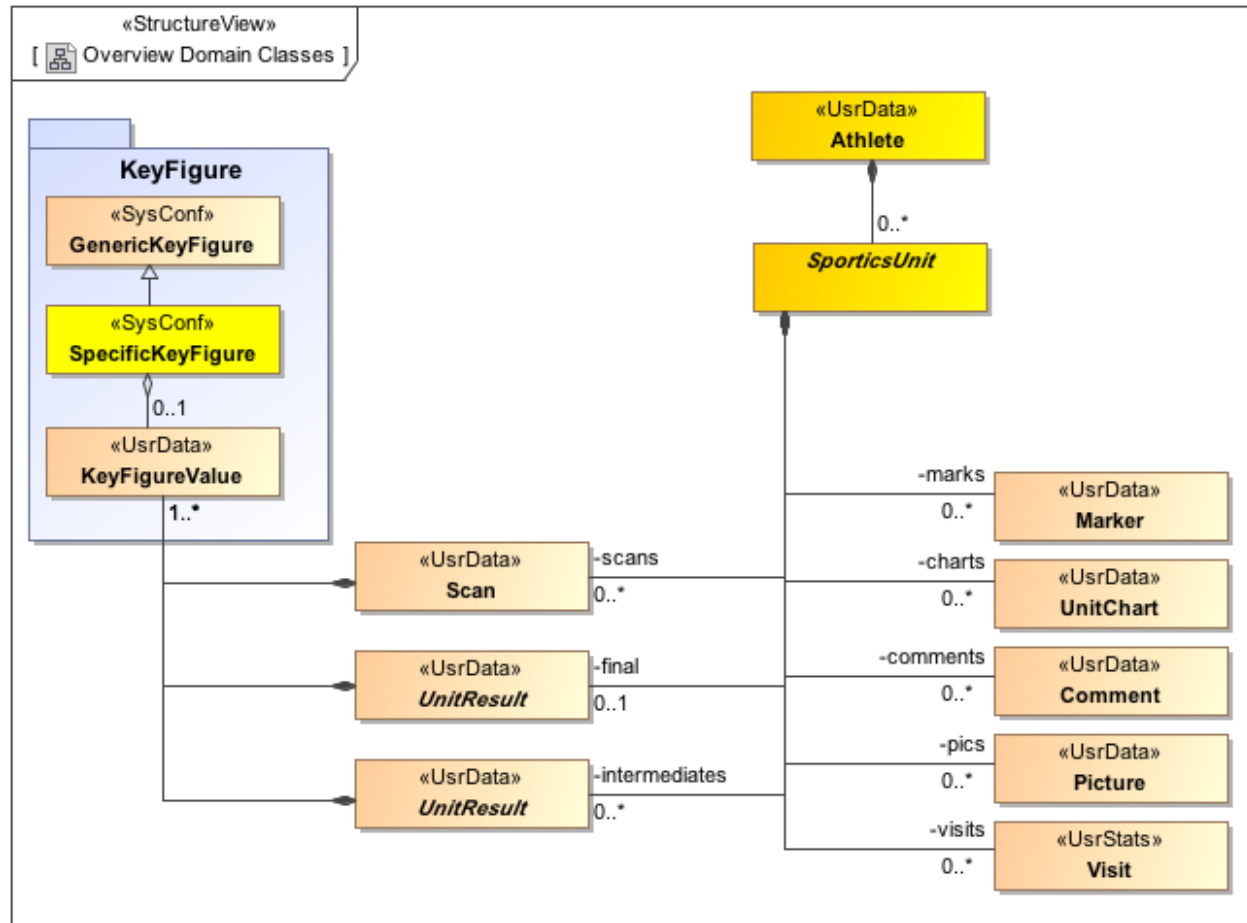 «StructureView»
[ Overview Domain Classes ]
«UsrData»
Athlete
0..*
SporticsUnit
KeyFigure
«SysConf»
GenericKeyFigure
«SysConf»
SpecificKeyFigure
0..1
«UsrData»
KeyFigureValue
1..*
«UsrData»
Scan
-scans
0..*
«UsrData»
UnitResult
-final
0..1
«UsrData»
UnitResult
-intermediates
0..*
-marks
0..*
«UsrData»
Marker
-charts
0..*
«UsrData»
UnitChart
-comments
0..*
«UsrData»
Comment
-pics
0..*
«UsrData»
Picture
-visits
0..*
«UsrStats»
Visit